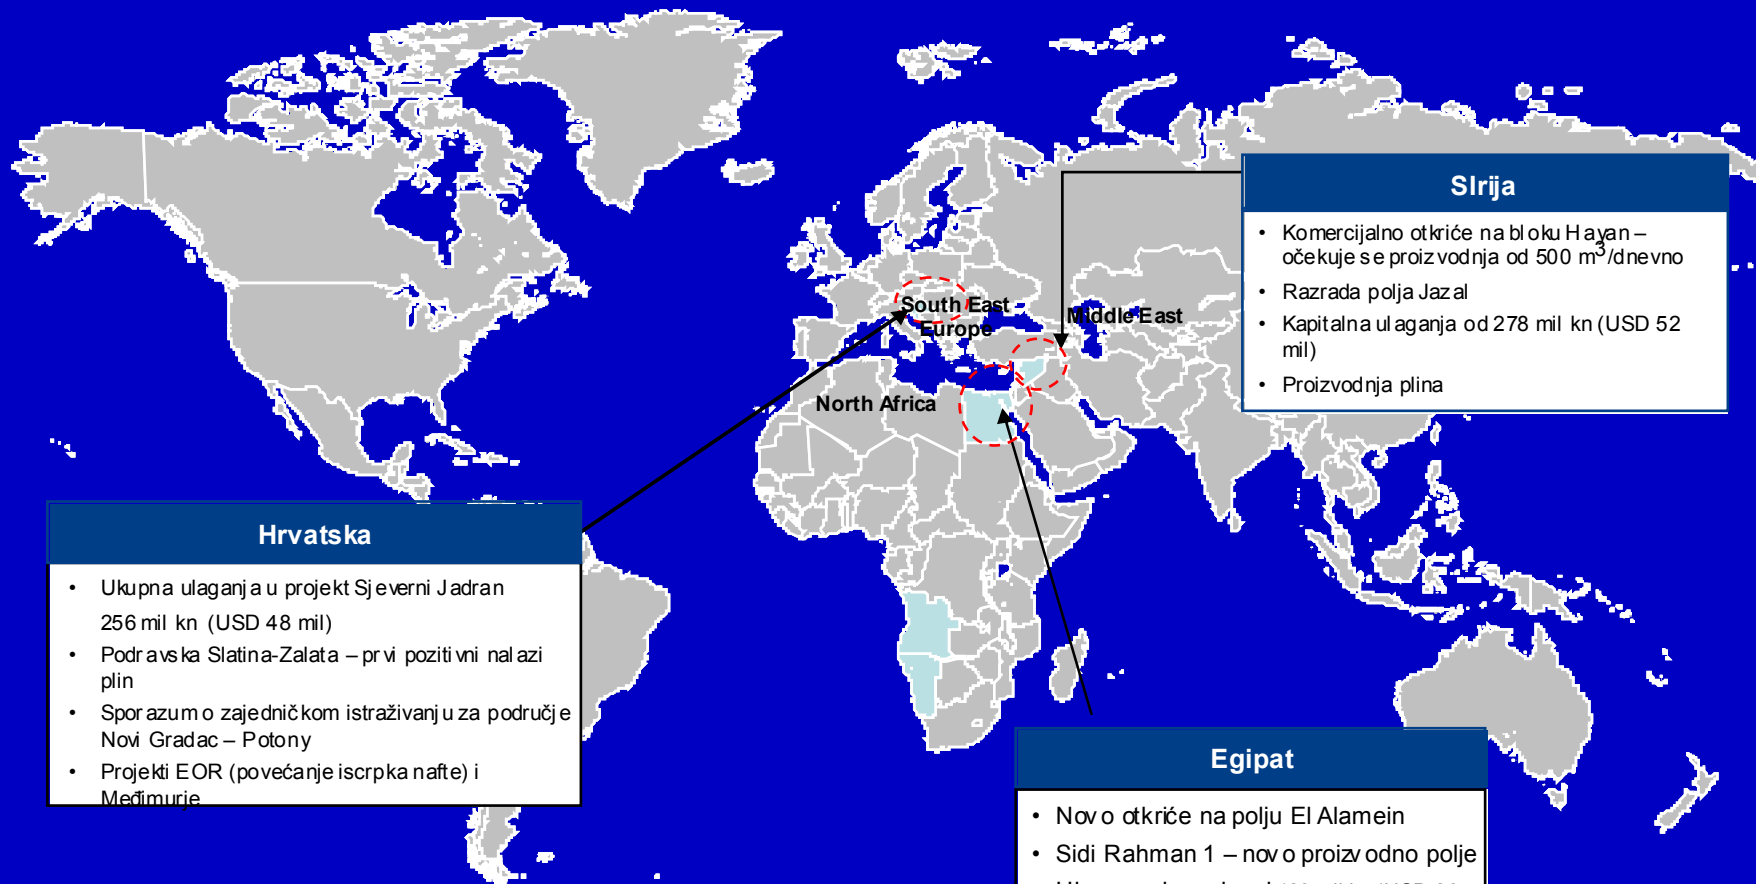 SIrija
• Komercijalno otkriće na bloku Hayan –
očekuje se proizvodnja od 500 m³/dnevno
• Razrada polja Jazal
• Kapitalna ulaganja od 278 mil kn (USD 52
mil)
• Proizvodnja plina
South East
Europe
Middle East
North Africa
Hrvatska
• Ukupna ulaganja u projekt Sjeverni Jadran
256 mil kn (USD 48 mil)
• Podravska Slatina-Zalata – prvi pozitivni nalazi
plin
• Sporazum o zajedničkom istraživanju za područje
Novi Gradac – Potony
• Projekti EOR (povećanje iscrpka nafte) i
Međimurje
Egipat
• Novo otkriće na polju El Alamein
• Sidi Rahman 1 – novo proizvodno polje